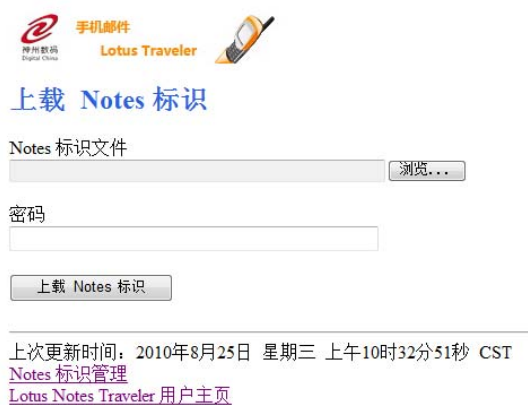 手机邮件
Lotus Traveler
神州数码
Digital China
上载 Notes 标识
Notes 标识文件
浏览...
密码
上载 Notes 标识
上次更新时间：2010年8月25日 星期三 上午10时32分51秒 CST
Notes 标识管理
Lotus Notes Traveler 用户主页